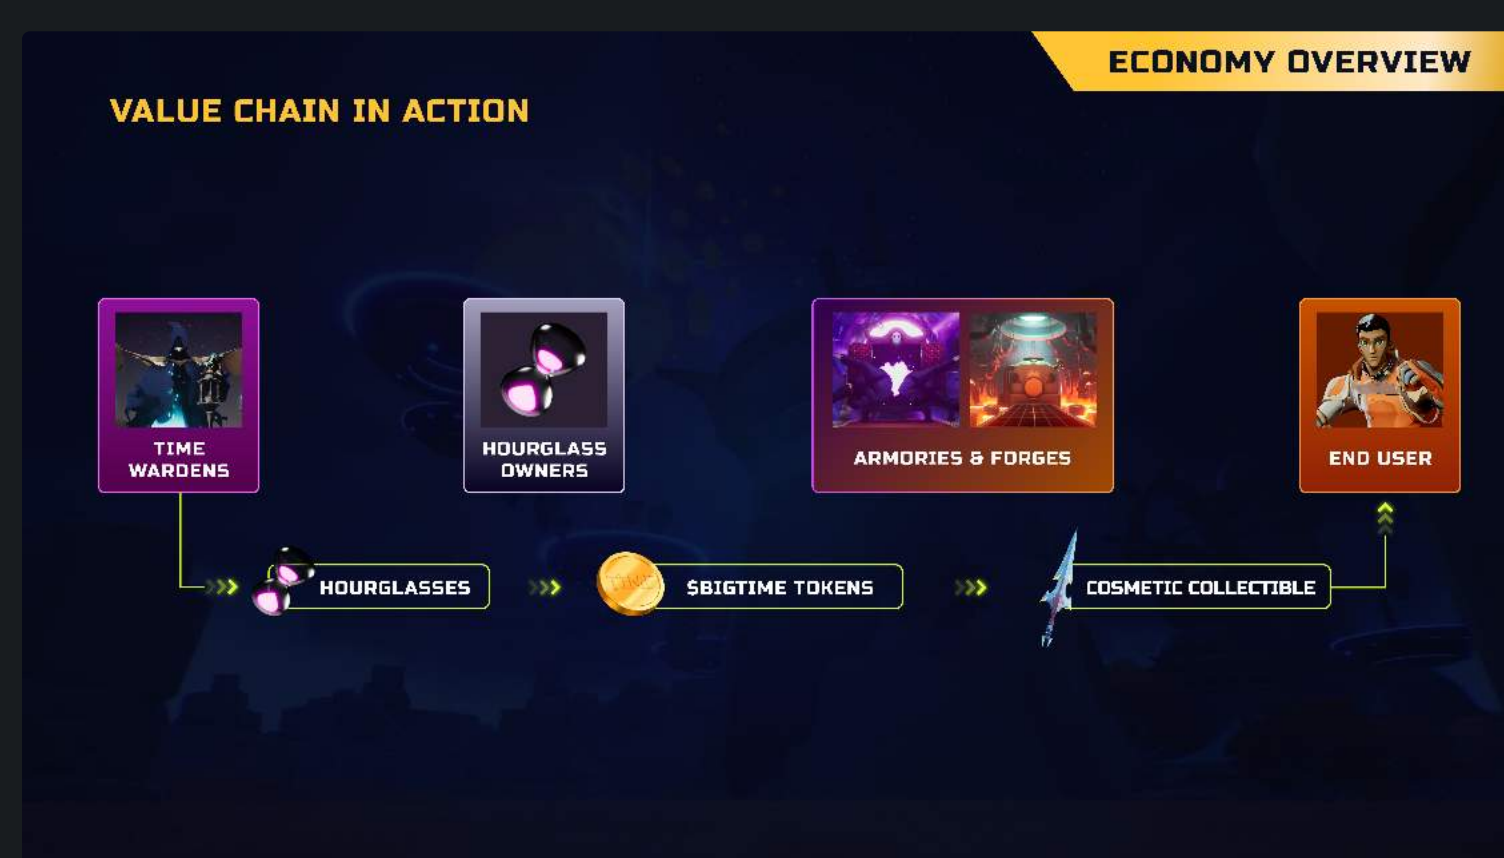 ECONOMY OVERVIEW
VALUE CHAIN IN ACTION
TIME
WARDENS
HOURGLASS
OWNERS
ARMORIES & FORGES
END USER
HOURGLASSES
$BIGTIME TOKENS
COSMETIC COLLECTIBLE